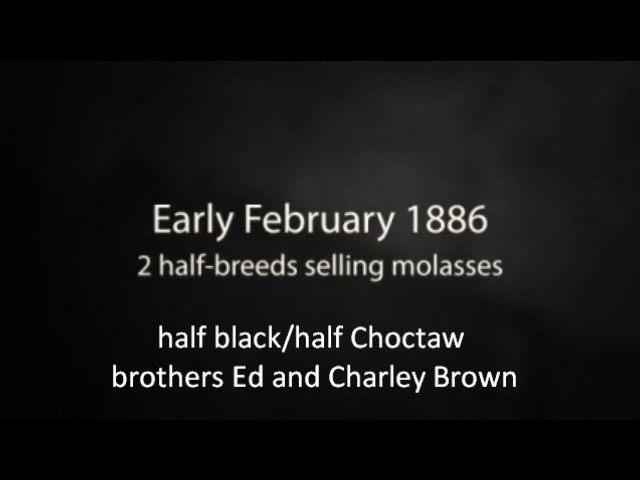 Early February 1886
2 half-breeds selling molasses
half black/half Choctaw
brothers Ed and Charley Brown